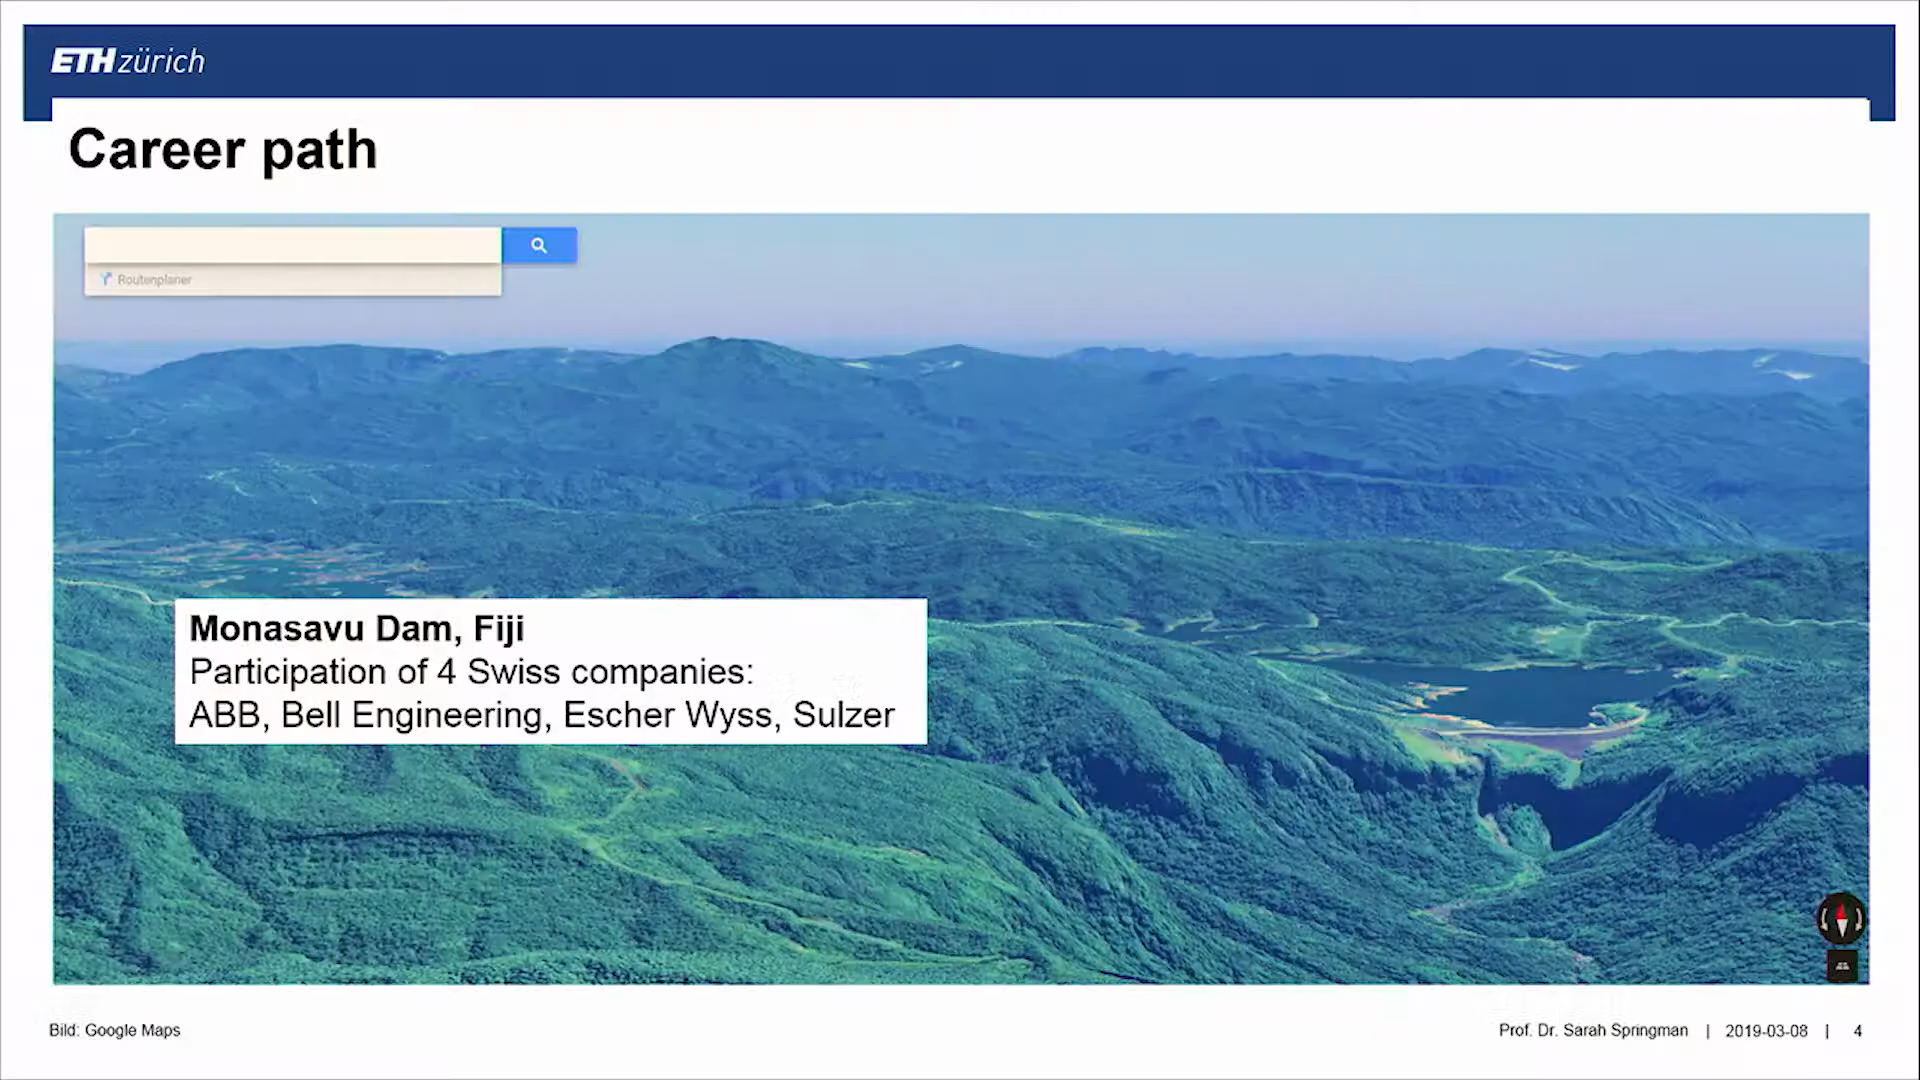 ETH zürich
Career path
Routenplaner
Monasavu Dam, Fiji
Participation of 4 Swiss companies:
ABB, Bell Engineering, Escher Wyss, Sulzer
Bild: Google Maps
Prof. Dr. Sarah Springman | 2019-03-08 | 4